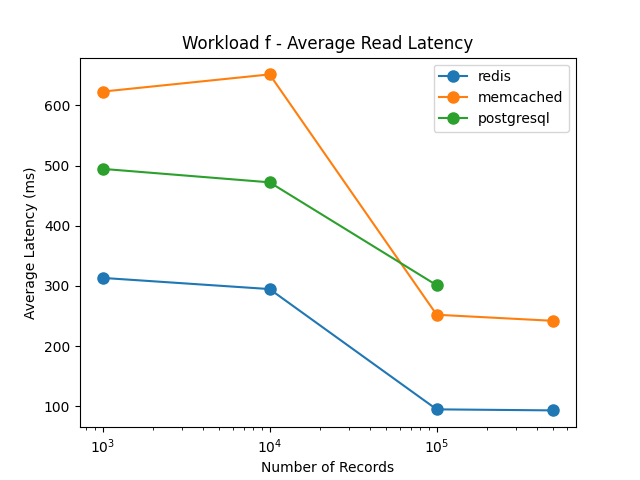 Workload f - Average Read Latency
redis
memcached
postgresql
Average Latency (ms)
600
500
400
300
200
100
10³
10⁴
10⁵
Number of Records